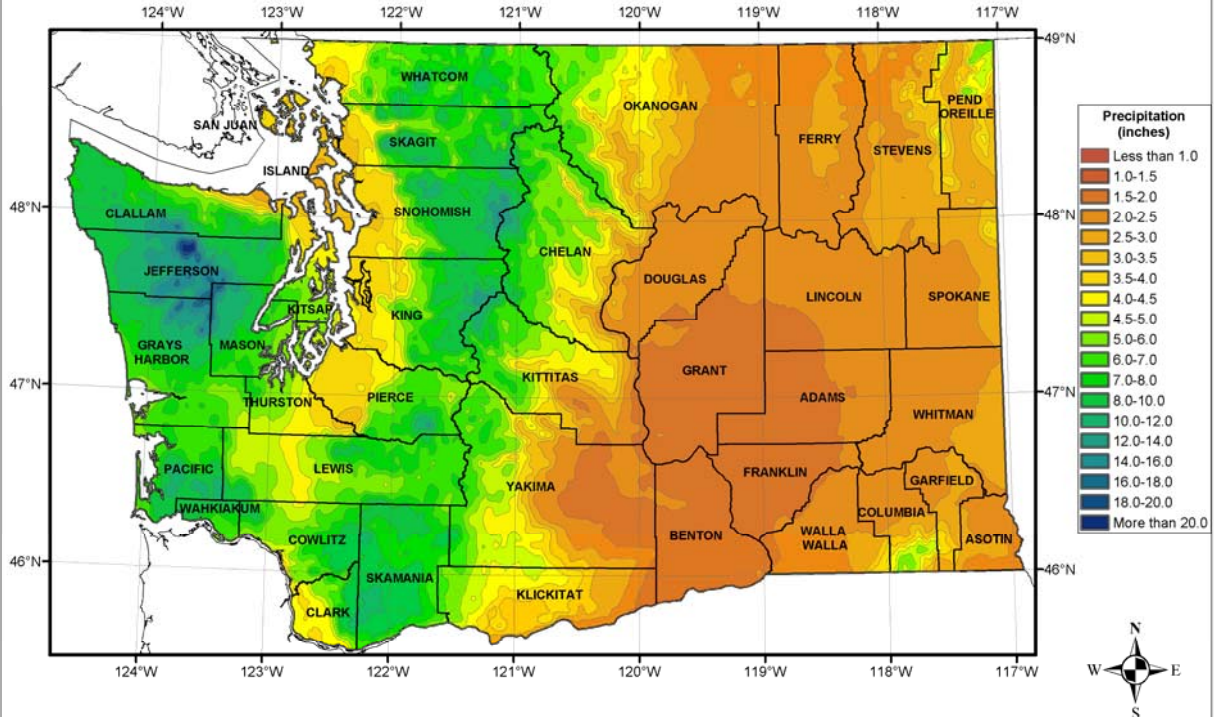 124°W 123°W 122°W 121°W 120°W 119°W 118°W 117°W
49°N
48°N 48°N
47°N 47°N
46°N 46°N
124°W 123°W 122°W 121°W 120°W 119°W 118°W 117°W
WHATCOM
SAN JUAN
SKAGIT
ISLAND
OKANOGAN
FERRY
STEVENS
PEND
OREILLE
CLALLAM
SNOHOMISH
CHELAN
JEFFERSON
DOUGLAS
LINCOLN
SPOKANE
KITSAP
KING
GRAYS
HARBOR
MASON
KITTITAS
GRANT
THURSTON
PIERCE
ADAMS
WHITMAN
PACIFIC
LEWIS
YAKIMA
FRANKLIN
GARFIELD
WAHKIAKUM
COLUMBIA
COWLITZ
BENTON
WALLA
WALLA
ASOTIN
SKAMANIA
CLARK
KLICKITAT
Precipitation
(inches)
Less than 1.0
1.0-1.5
1.5-2.0
2.0-2.5
2.5-3.0
3.0-3.5
3.5-4.0
4.0-4.5
4.5-5.0
5.0-6.0
6.0-7.0
7.0-8.0
8.0-10.0
10.0-12.0
12.0-14.0
14.0-16.0
16.0-18.0
18.0-20.0
More than 20.0
N
W E
S